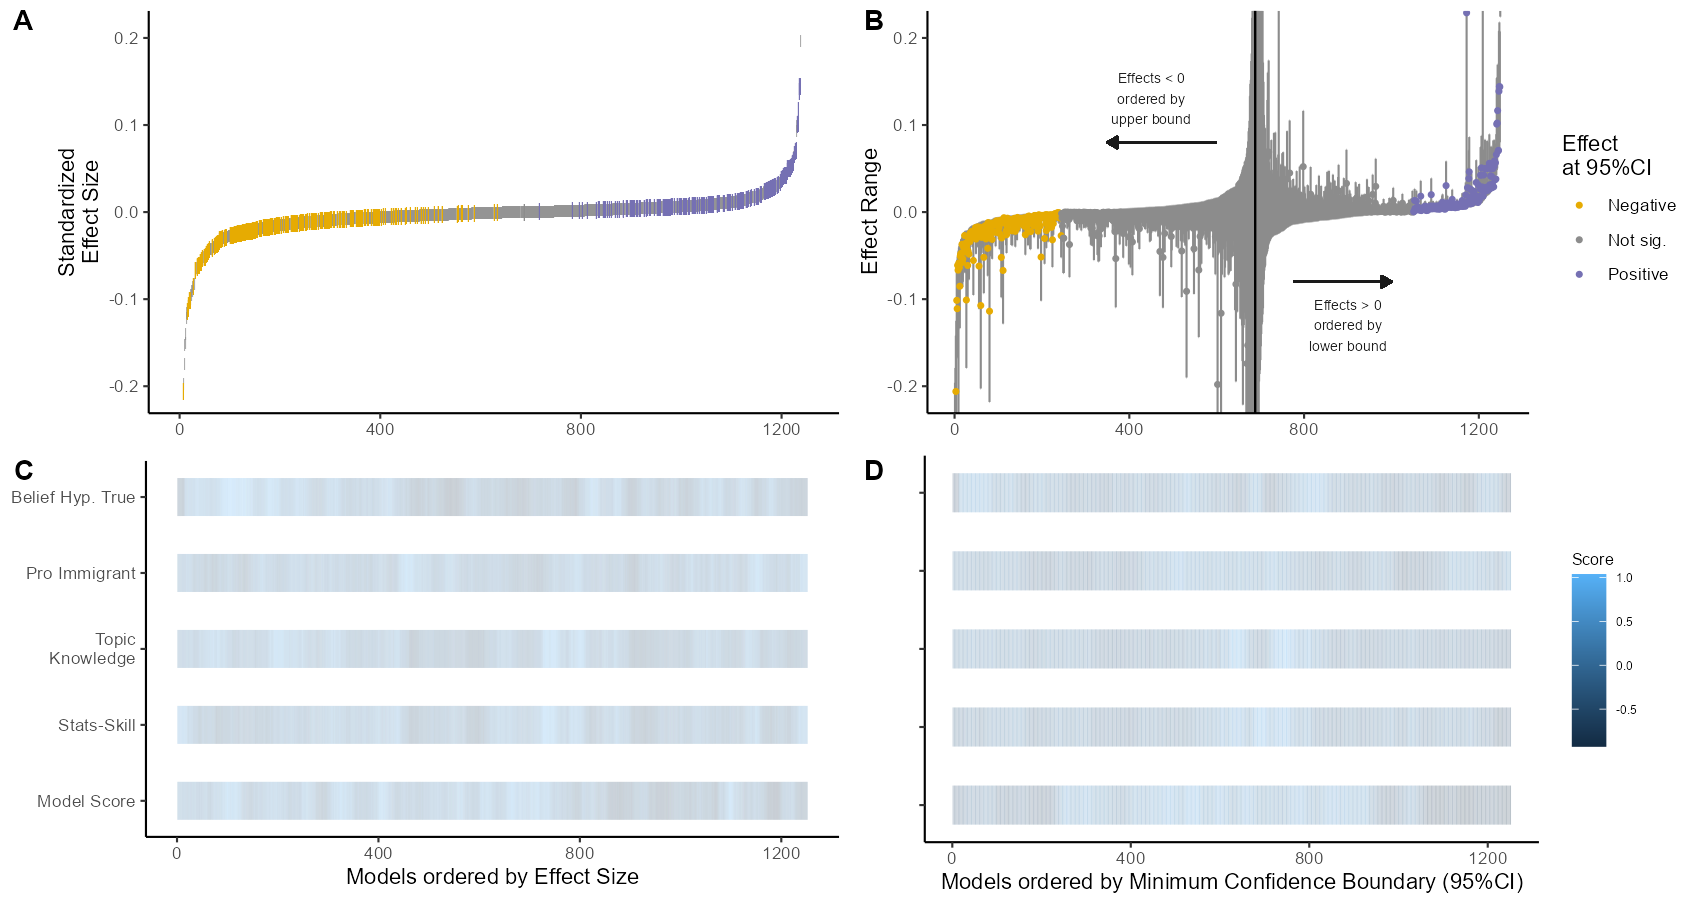 A
0.2
0.1
0.0
-0.1
-0.2
Standardized
Effect Size
0
400
800
1200
B
0.2
0.1
0.0
-0.1
-0.2
Effect Range
Effects < 0
ordered by
upper bound
Effects > 0
ordered by
lower bound
0
400
800
1200
Effect
at 95%CI
Negative
Not sig.
Positive
C
Belief Hyp. True
Pro Immigrant
Topic
Knowledge
Stats-Skill
Model Score
0
400
800
1200
Models ordered by Effect Size
D
0
400
800
1200
Models ordered by Minimum Confidence Boundary (95%CI)
Score
1.0
0.5
0.0
-0.5